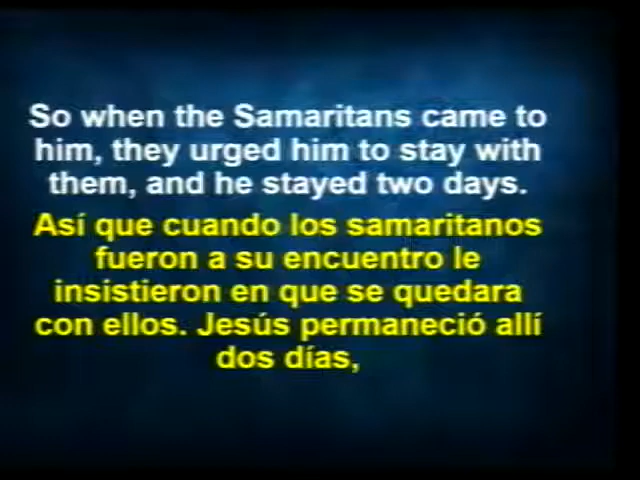 So when the Samaritans came to
him, they urged him to stay with
them, and he stayed two days.
Así que cuando los samaritanos
fueron a su encuentro le
insistieron en que se quedara
con ellos. Jesús permaneció allí
dos días,